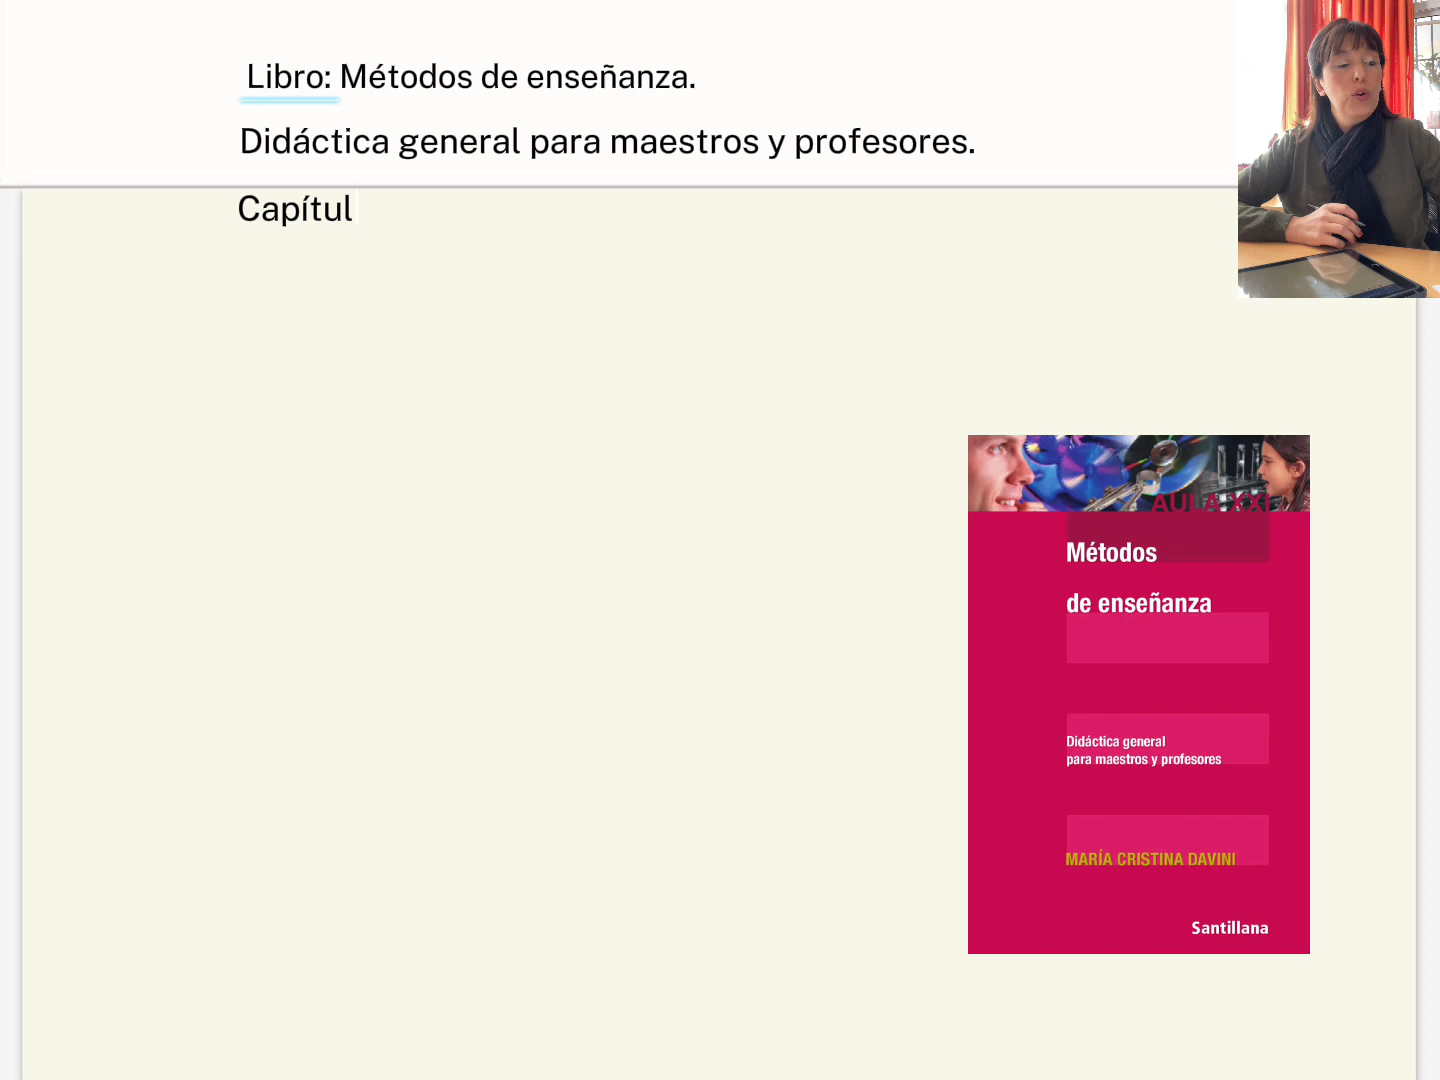 Libro: Métodos de enseñanza.
Didáctica general para maestros y profesores.
Capítul
AULA XXI
Métodos
de enseñanza
Didáctica general
para maestros y profesores
MARÍA CRISTINA DAVINI
Santillana